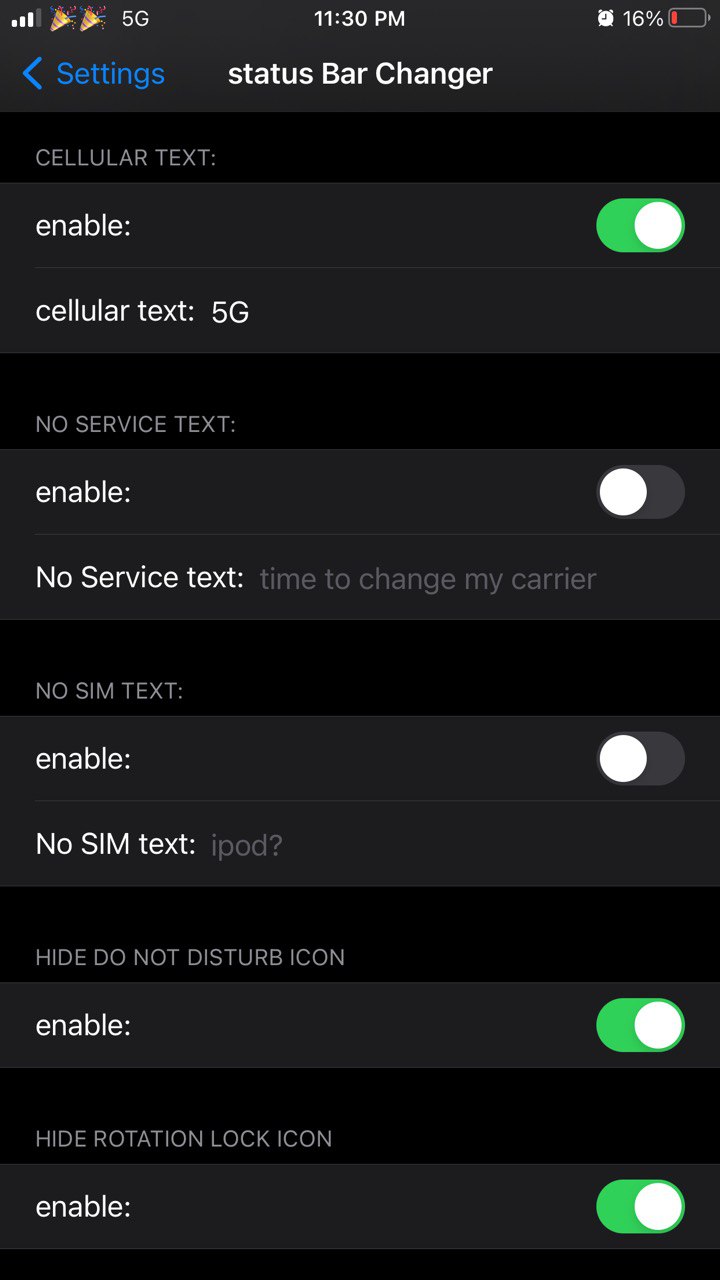 🎉🎉 5G 11:30 PM 16%
Settings status Bar Changer
CELLULAR TEXT:
enable:
cellular text: 5G
NO SERVICE TEXT:
enable:
No Service text: time to change my carrier
NO SIM TEXT:
enable:
No SIM text: ipod?
HIDE DO NOT DISTURB ICON
enable:
HIDE ROTATION LOCK ICON
enable: